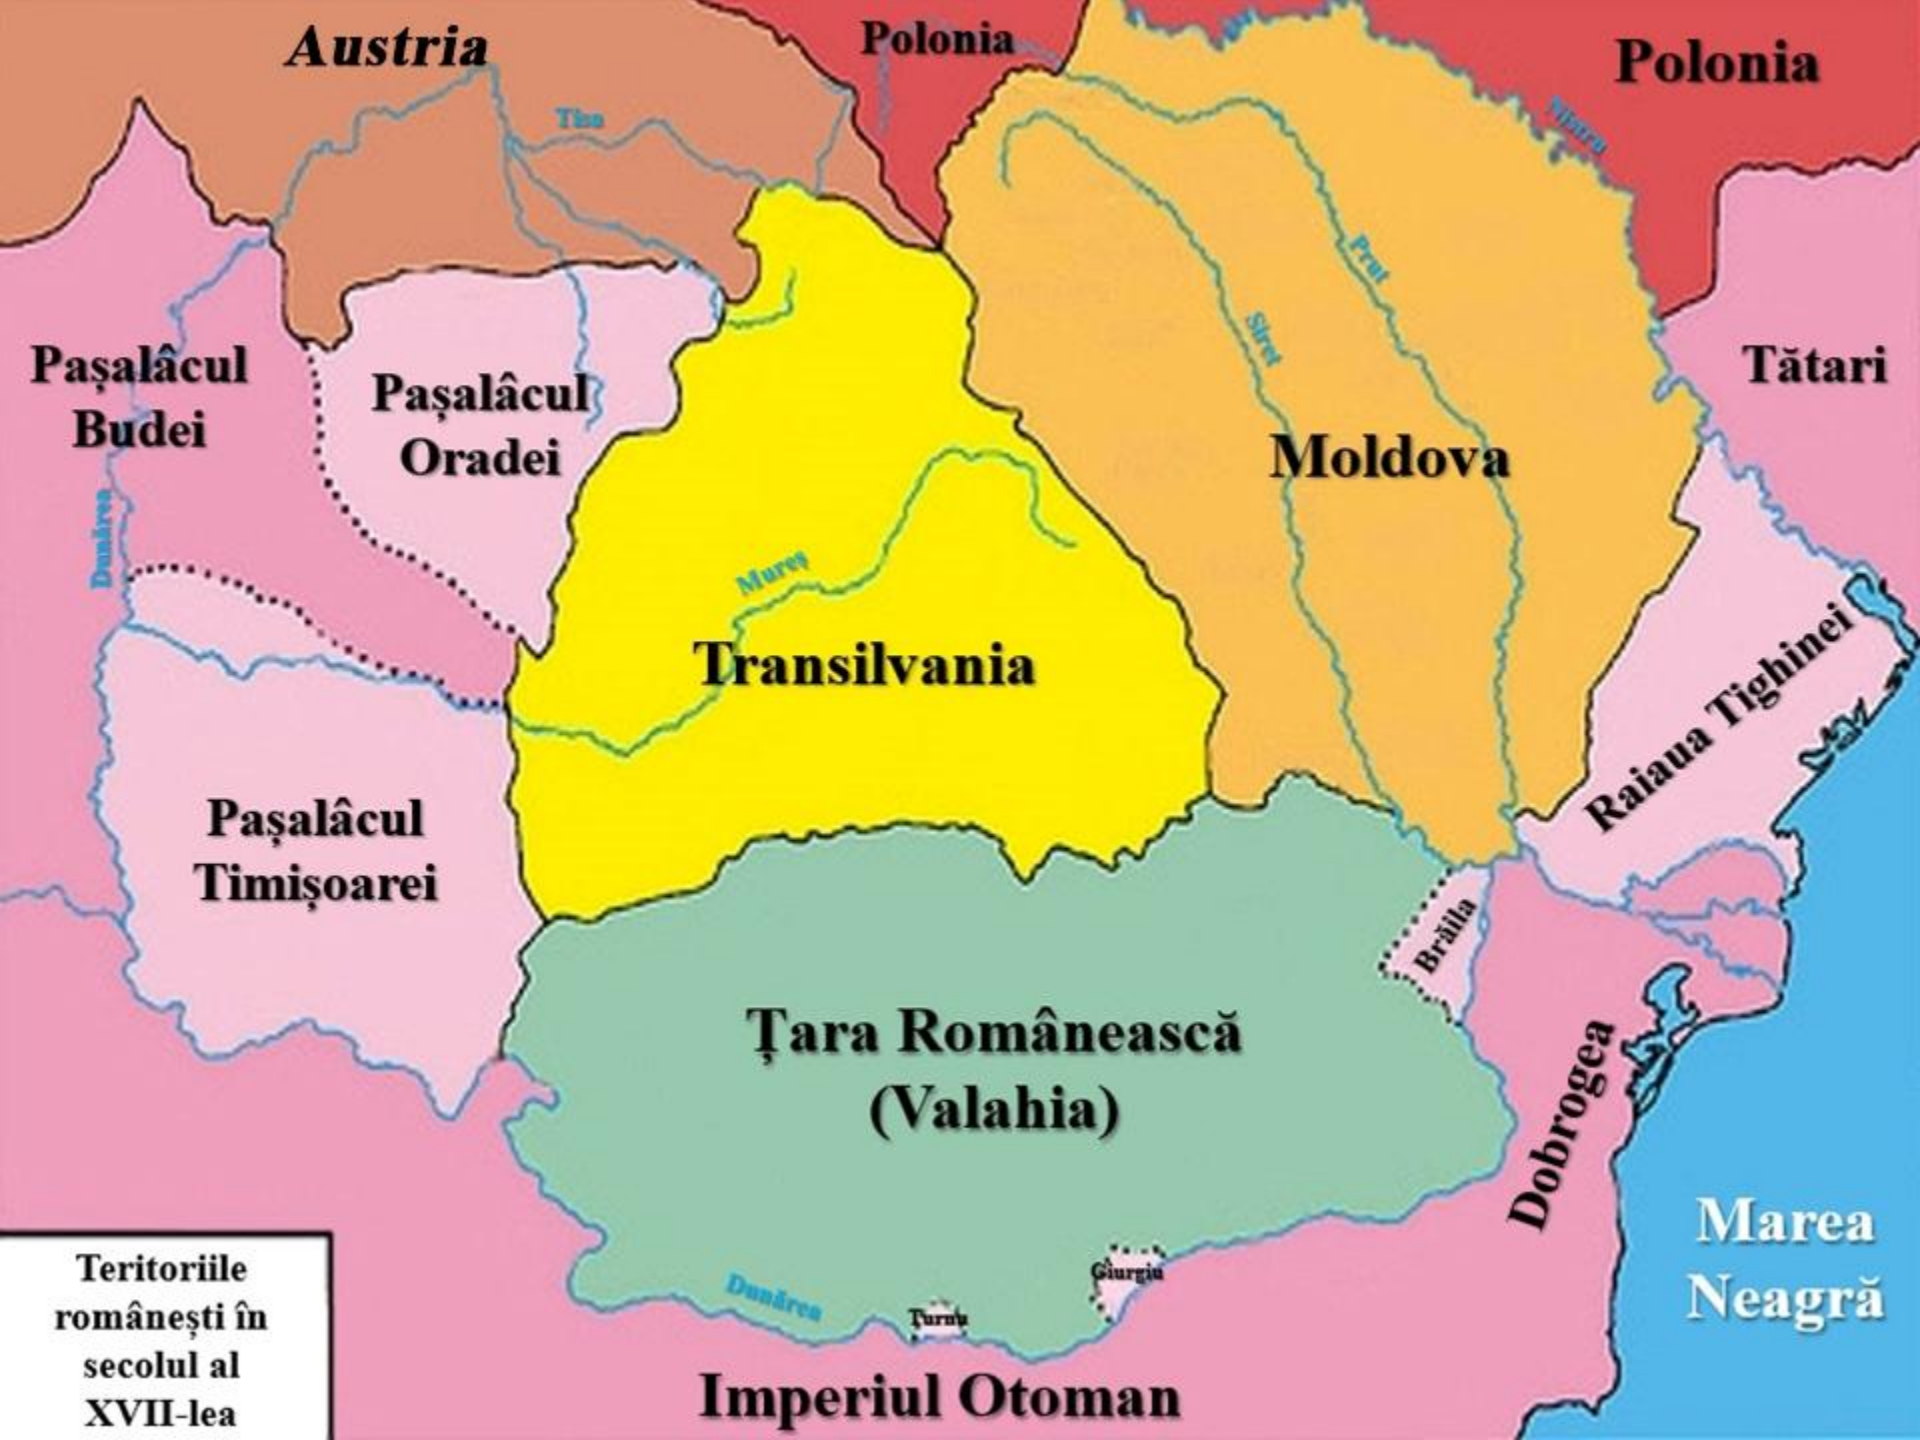 Austria
Polonia
Polonia
Tisa
Nistru
Prut
Siret
Pașalâcul
Budei
Pașalâcul
Oradei
Tătari
Moldova
Dunărea
Mureș
Transilvania
Raiaua Tighinei
Pașalâcul
Timișoarei
Brăila
Țara Românească
(Valahia)
Dobrogea
Marea
Neagră
Giurgiu
Dunărea
Turnu
Imperiul Otoman
Teritoriile
românești în
secolul al
XVII-lea